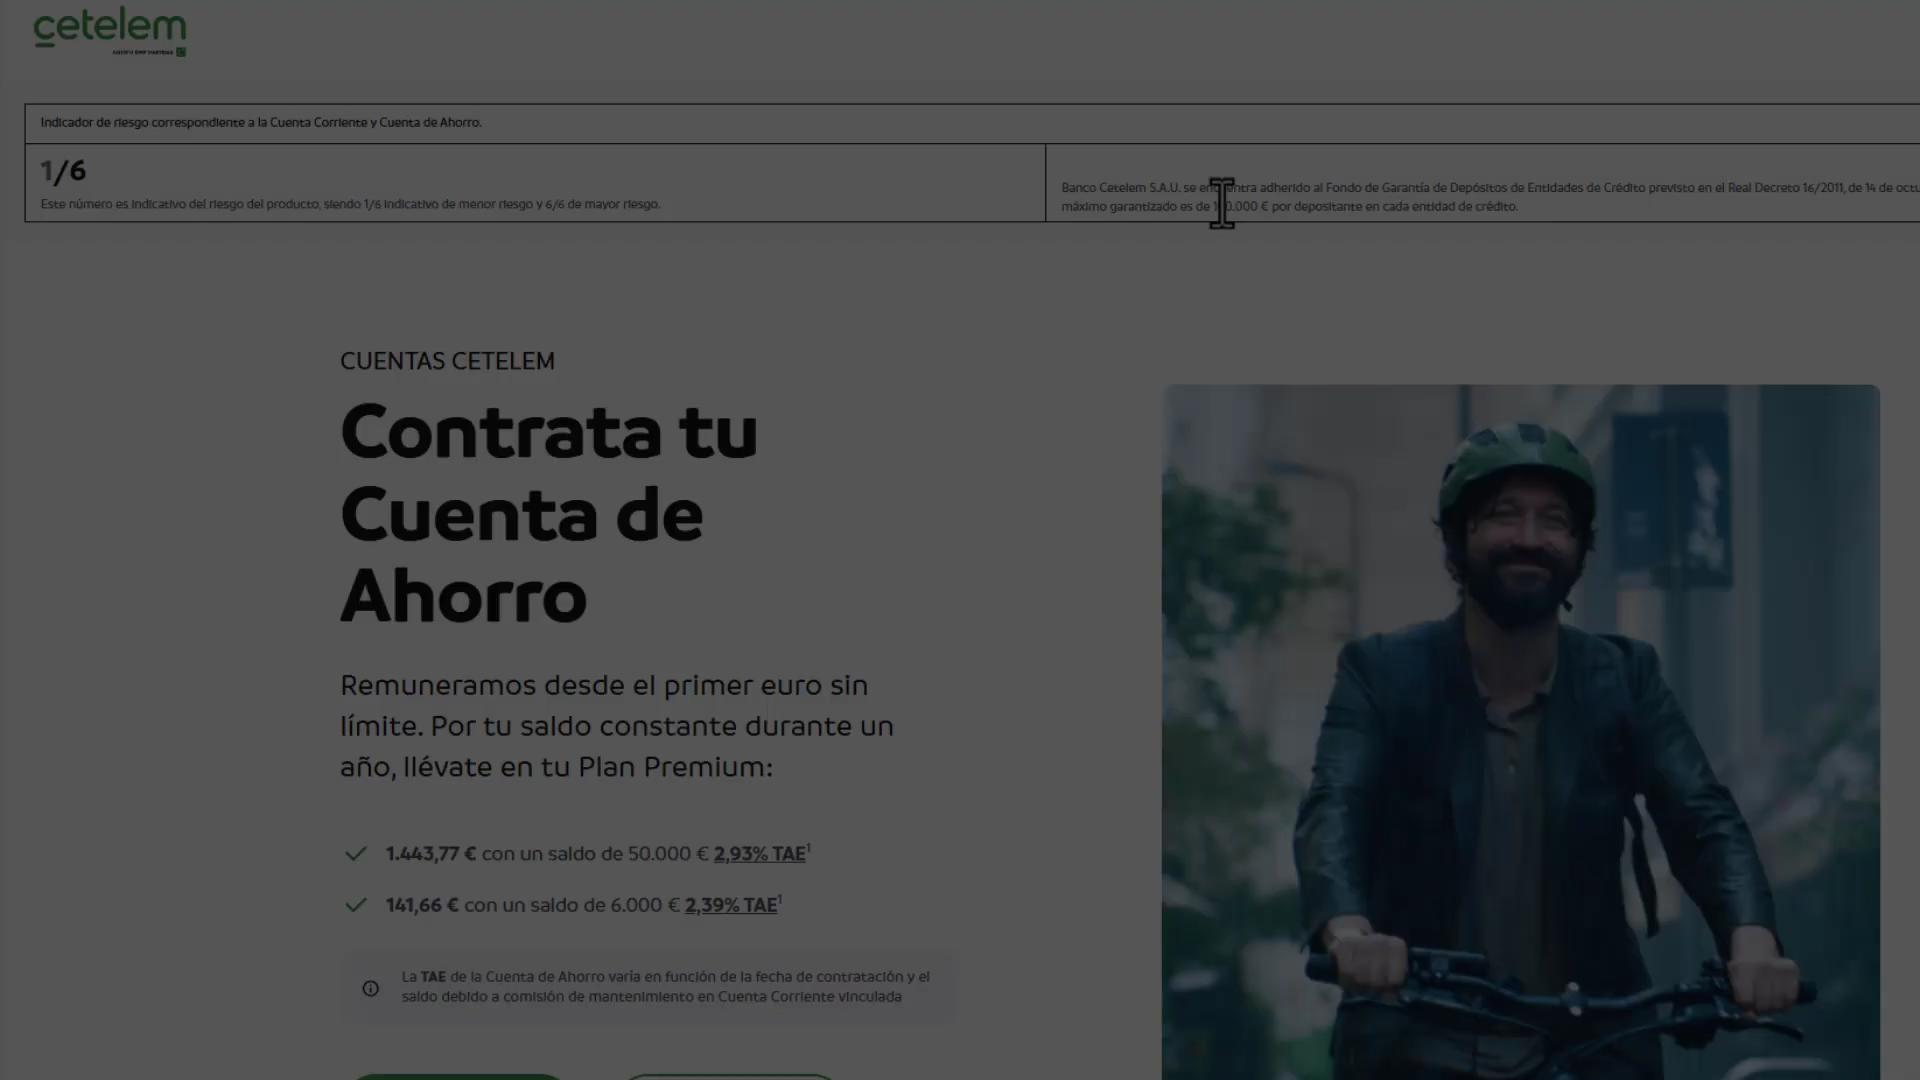 cetelem
Indicador de riesgo correspondiente a la Cuenta Corriente y Cuenta de Ahorro.
1/6
Este número es indicativo del riesgo del producto, siendo 1/6 indicativo de menor riesgo y 6/6 de mayor riesgo.
Banco Cetelem S.A.U. se encuentra adherido al Fondo de Garantía de Depósitos de Entidades de Crédito previsto en el Real Decreto 16/2011, de 14 de octu
máximo garantizado es de 100.000 € por depositante en cada entidad de crédito.
CUENTAS CETELEM
Contrata tu
Cuenta de
Ahorro
Remuneramos desde el primer euro sin
límite. Por tu saldo constante durante un
año, llévate en tu Plan Premium:
1.443,77 € con un saldo de 50.000 € 2,93% TAE¹
141,66 € con un saldo de 6.000 € 2,39% TAE¹
La TAE de la Cuenta de Ahorro varía en función de la fecha de contratación y el
saldo debido a comisión de mantenimiento en Cuenta Corriente vinculada